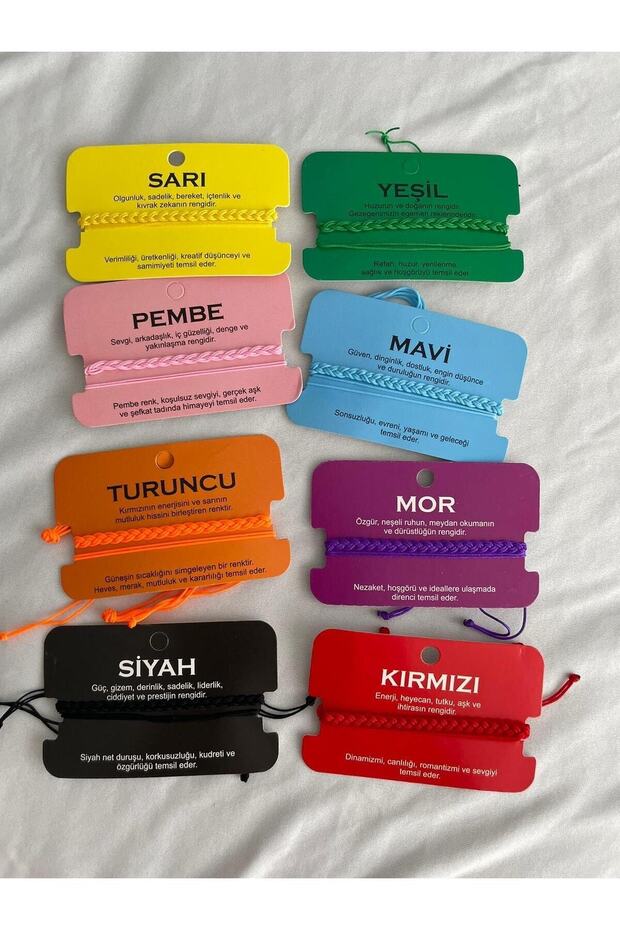 SARI
Olgunluk, sadelik, bereket, içtenlik ve
kıvrak zekanın rengidir.
Verimliliği, üretkenliği, kreatif düşünceyi ve
samimiyeti temsil eder.
YEŞİL
Huzurun ve doğanın rengidir.
Gezegenimizin egemen renklerindendir.
Refah, huzur, yenilenme,
sağlık ve hoşgörüyü temsil eder.
PEMBE
Sevgi, arkadaşlık, iç güzelliği, denge ve
yakınlaşma rengidir.
Pembe renk, koşulsuz sevgiyi, gerçek aşk
ve şefkat tadında himayeyi temsil eder.
MAVİ
Güven, dinginlik, dostluk, engin düşünce
ve duruluğun rengidir.
Sonsuzluğu, evreni, yaşamı ve geleceği
temsil eder.
TURUNCU
Kırmızının enerjisini ve sarının
mutluluk hissini birleştiren renktir.
Güneşin sıcaklığını simgeleyen bir renktir.
Heves, merak, mutluluk ve kararlılığı temsil eder.
MOR
Özgür, neşeli ruhun, meydan okumanın
ve dürüstlüğün rengidir.
Nezaket, hoşgörü ve ideallere ulaşmada
direnci temsil eder.
SİYAH
Güç, gizem, derinlik, sadelik, liderlik,
ciddiyet ve prestijin rengidir.
Siyah net duruşu, korkusuzluğu, kudreti ve
özgürlüğü temsil eder.
KIRMIZI
Enerji, heyecan, tutku, aşk ve
ihtirasın rengidir.
Dinamizmi, canlılığı, romantizmi ve sevgiyi
temsil eder.